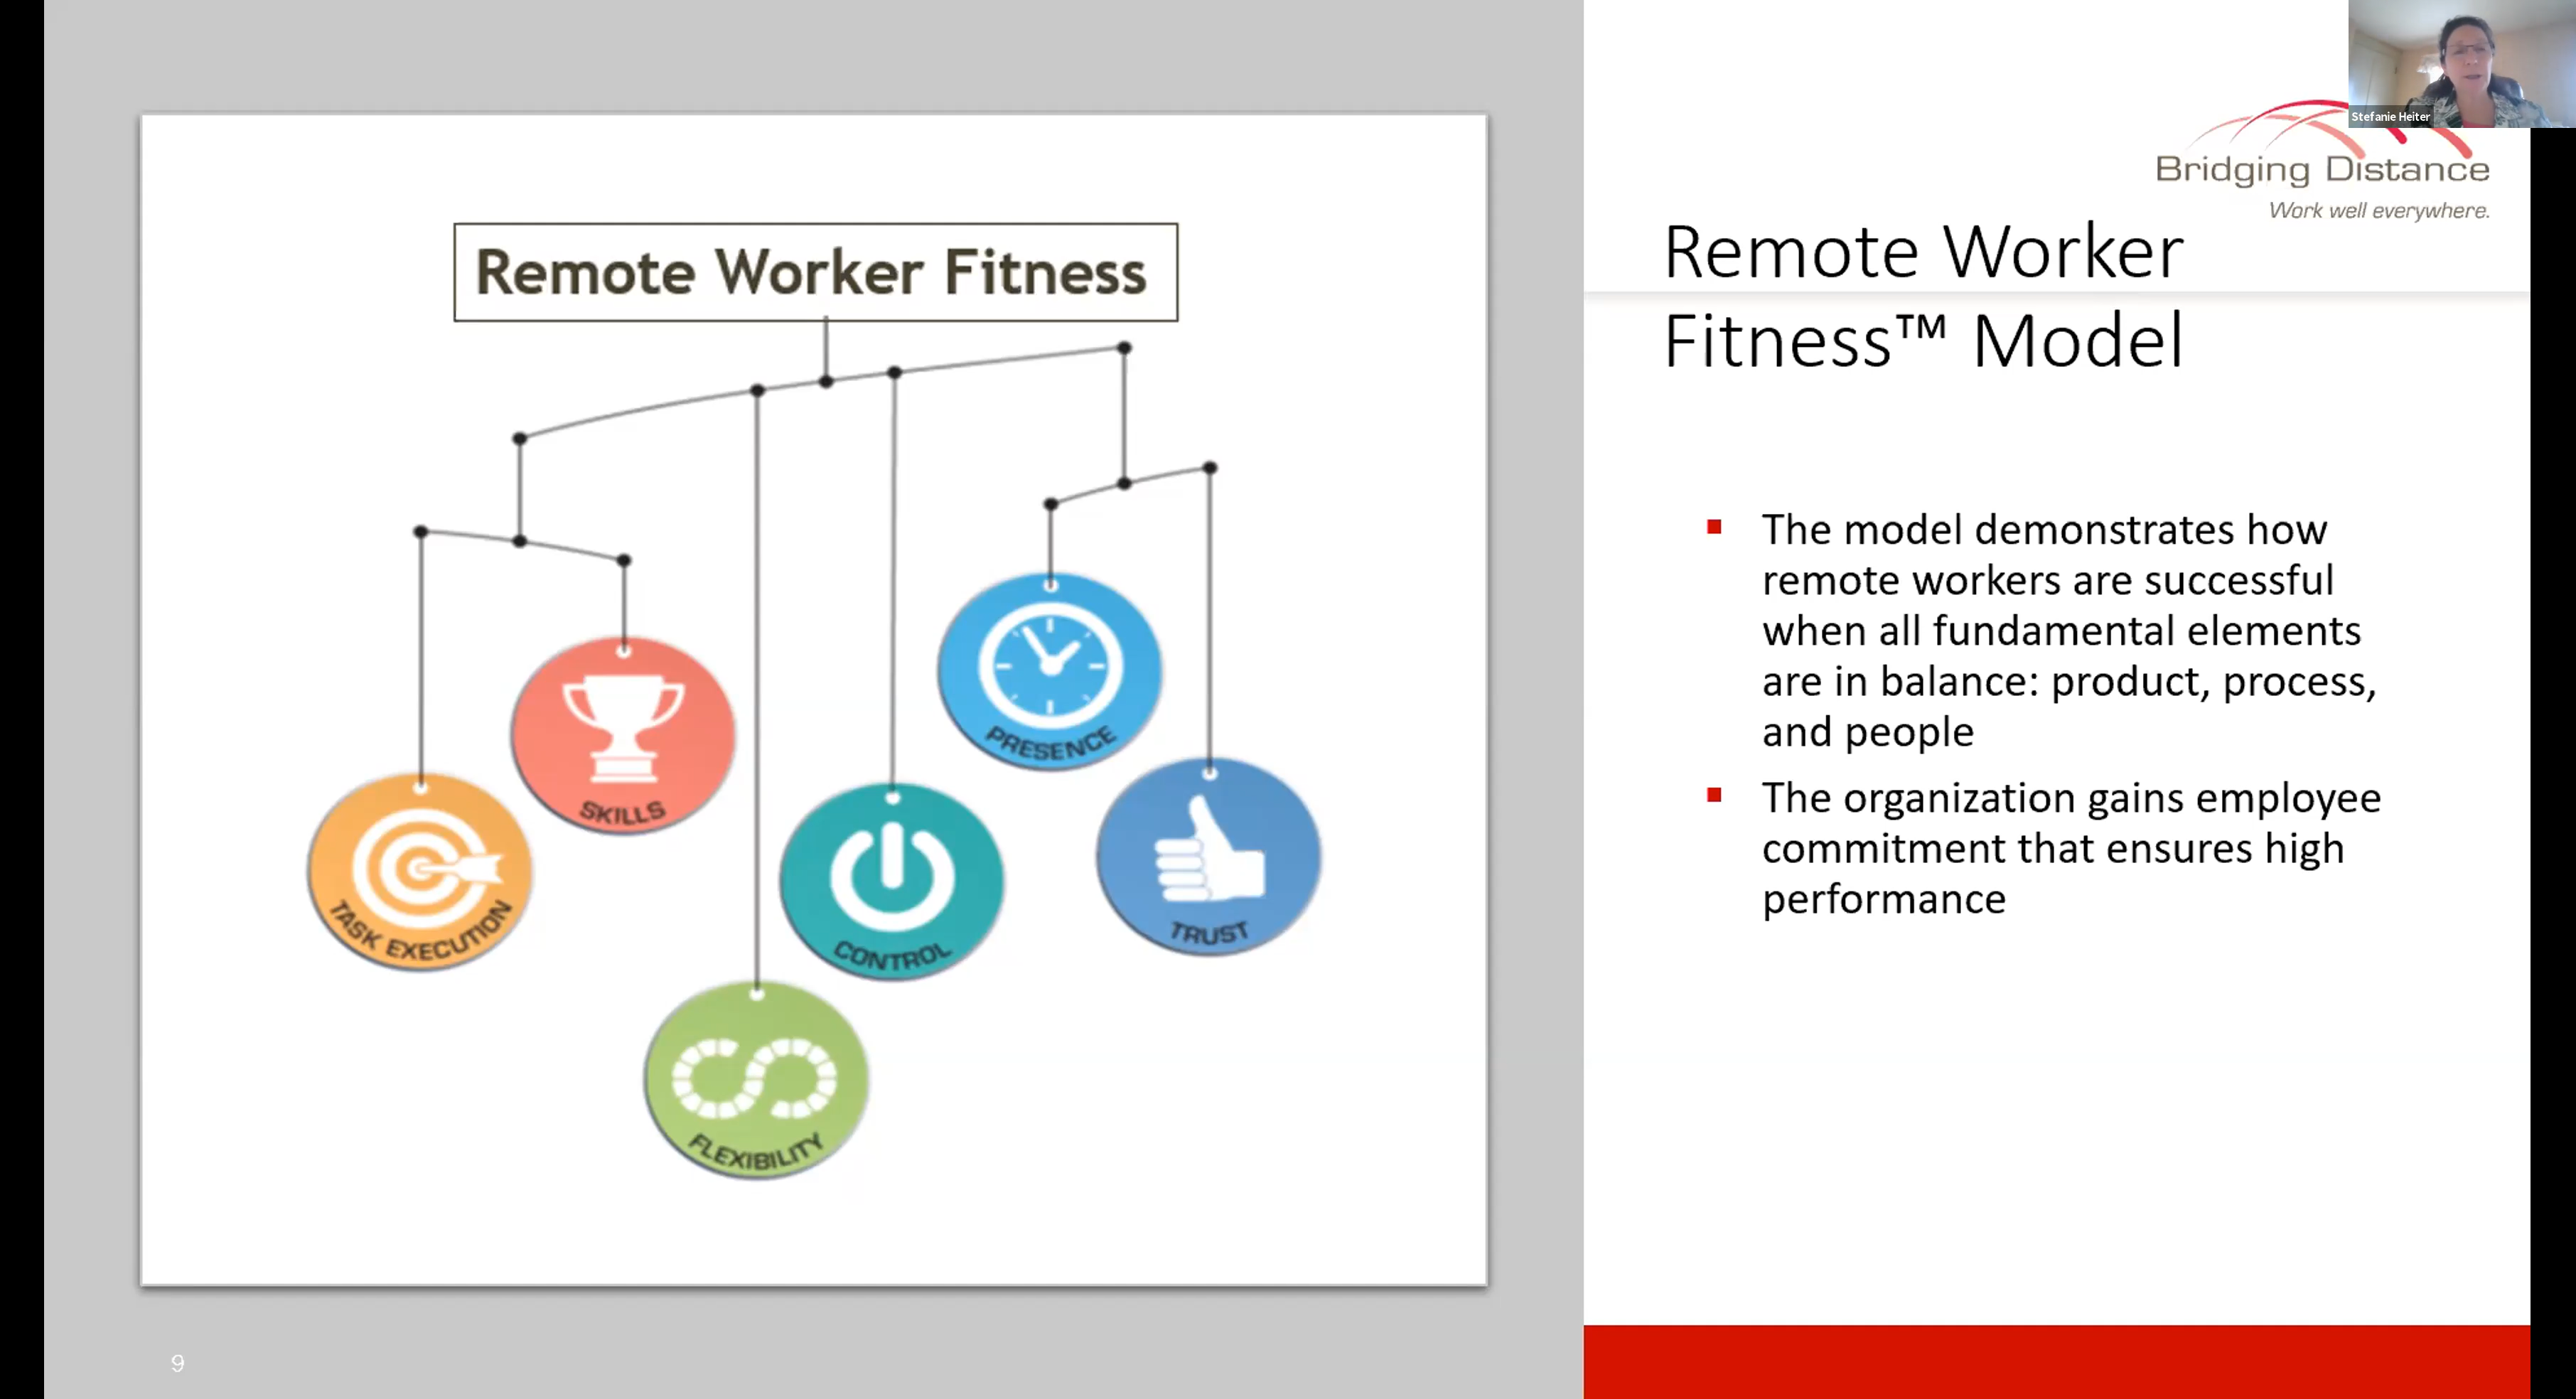 Remote Worker Fitness
SKILLS
PRESENCE
TASK EXECUTION
CONTROL
TRUST
FLEXIBILITY
9
Stefanie Heiter
Bridging Distance
Work well everywhere.
Remote Worker
Fitness™ Model
▪ The model demonstrates how
remote workers are successful
when all fundamental elements
are in balance: product, process,
and people
▪ The organization gains employee
commitment that ensures high
performance